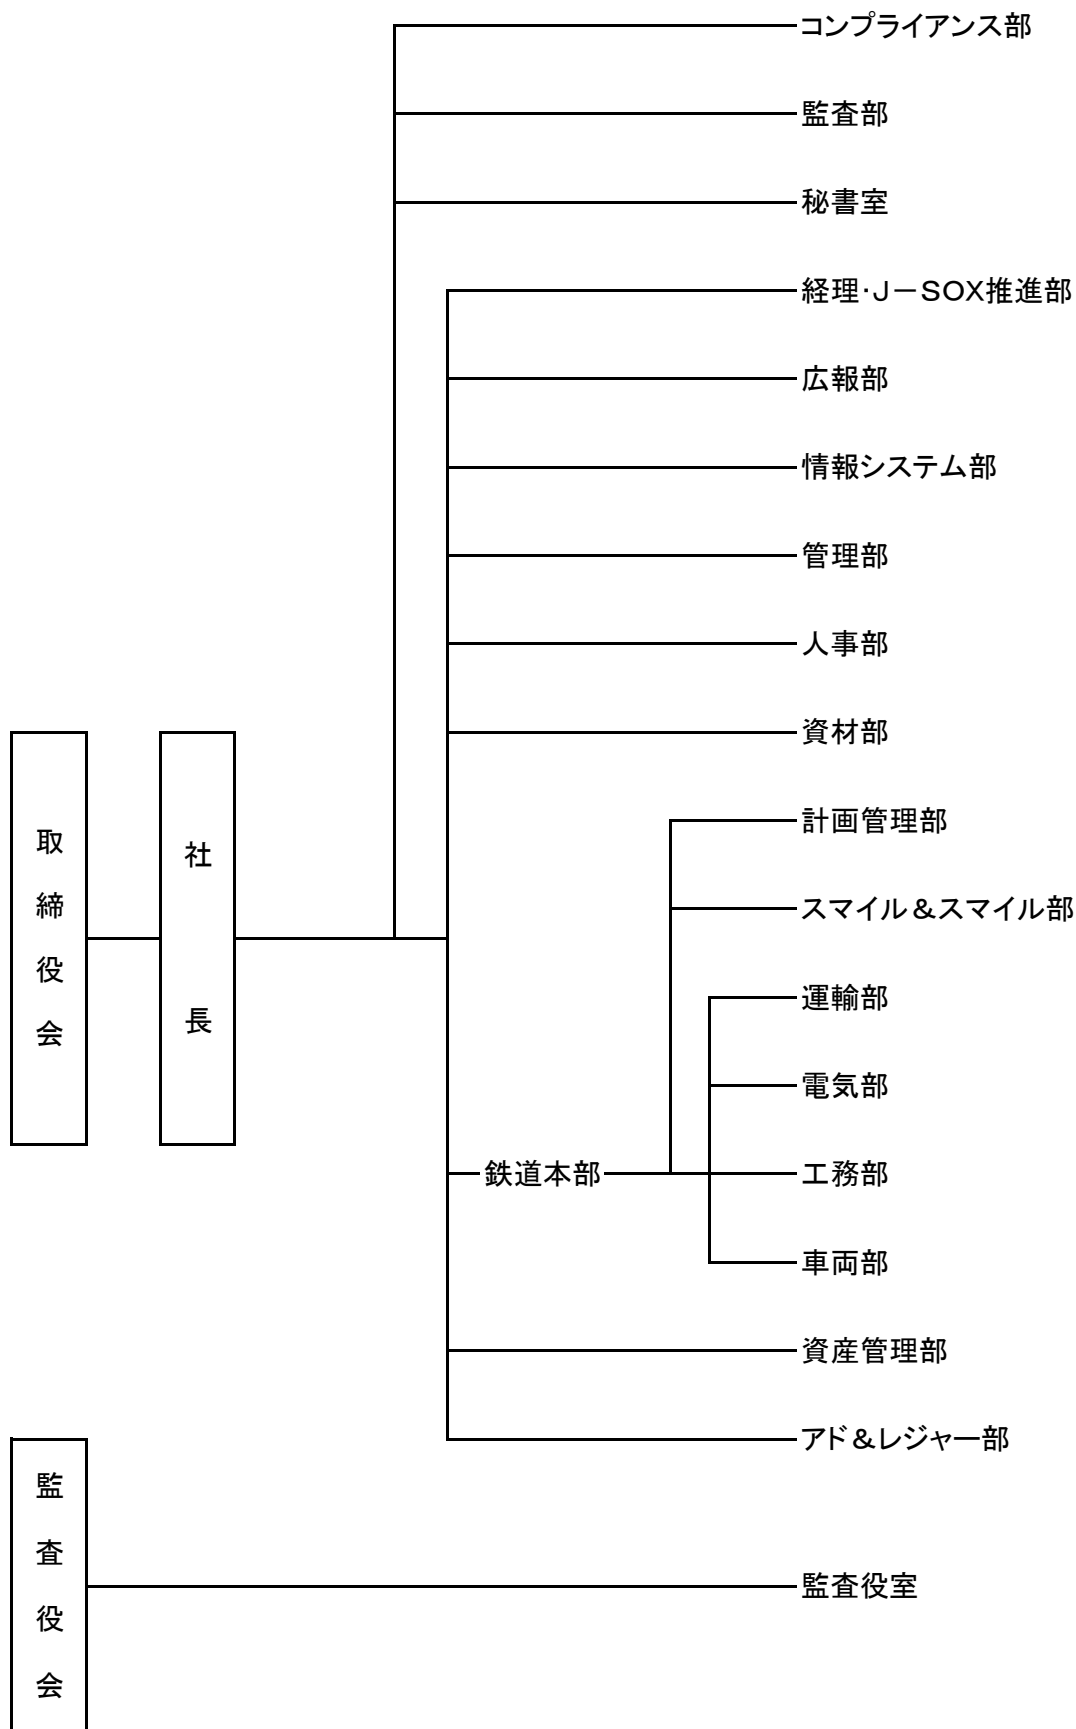 コンプライアンス部
監査部
秘書室
経理・J－SOX推進部
広報部
情報システム部
管理部
人事部
資材部
取締役会
社長
計画管理部
スマイル＆スマイル部
運輸部
電気部
鉄道本部
工務部
車両部
資産管理部
アド＆レジャー部
監査役会
監査役室